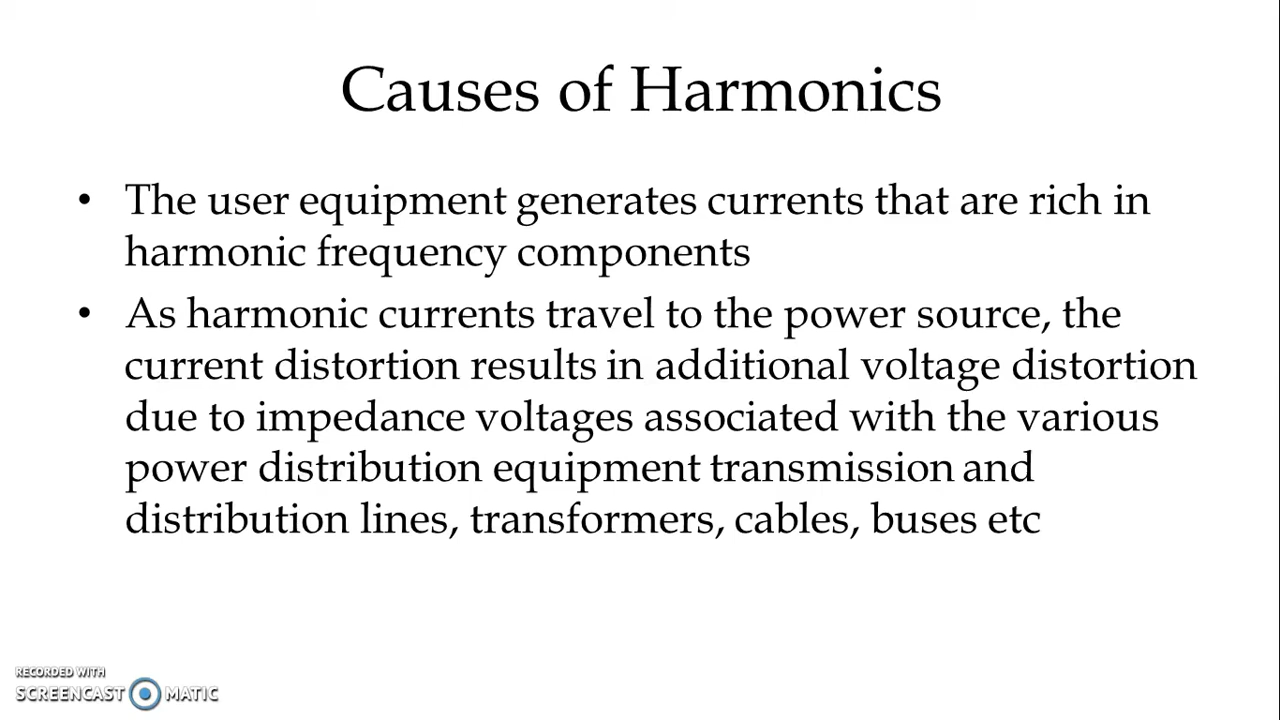 Causes of Harmonics
• The user equipment generates currents that are rich in
harmonic frequency components
• As harmonic currents travel to the power source, the
current distortion results in additional voltage distortion
due to impedance voltages associated with the various
power distribution equipment transmission and
distribution lines, transformers, cables, buses etc
RECORDED WITH
SCREENCAST MATIC